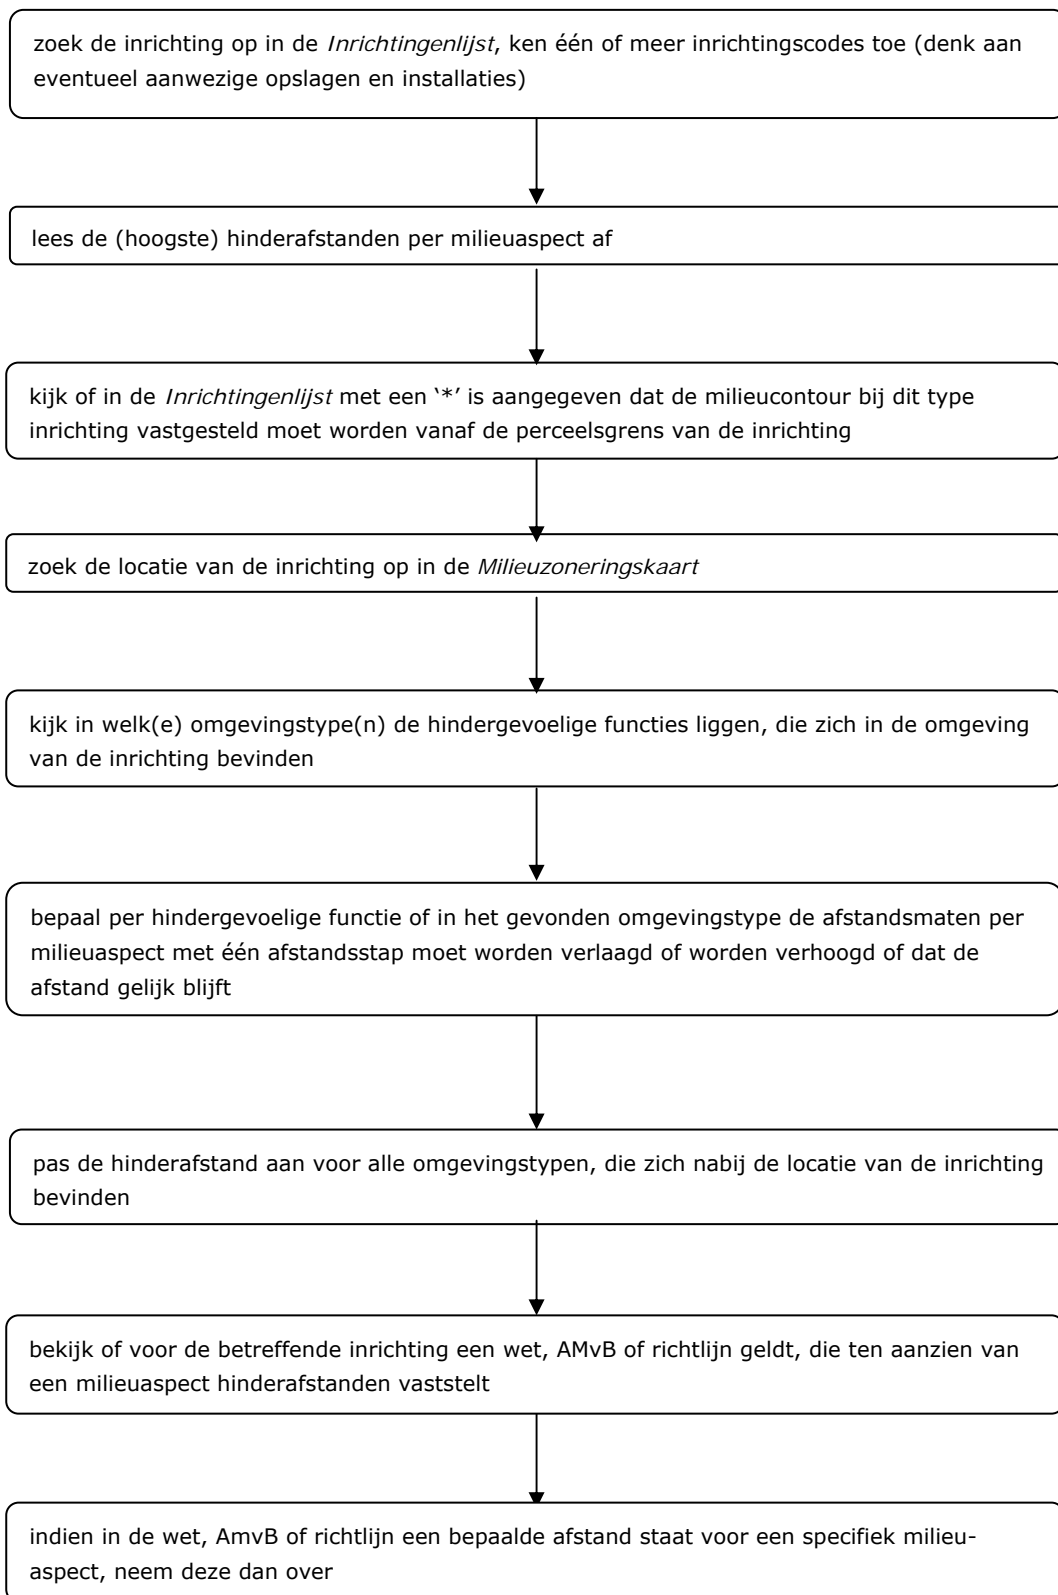 zoek de inrichting op in de Inrichtingenlijst, ken één of meer inrichtingscodes toe (denk aan
eventueel aanwezige opslagen en installaties)
lees de (hoogste) hinderafstanden per milieuaspect af
kijk of in de Inrichtingenlijst met een ‘*’ is aangegeven dat de milieucontour bij dit type
inrichting vastgesteld moet worden vanaf de perceelsgrens van de inrichting
zoek de locatie van de inrichting op in de Milieuzoneringskaart
kijk in welk(e) omgevingstype(n) de hindergevoelige functies liggen, die zich in de omgeving
van de inrichting bevinden
bepaal per hindergevoelige functie of in het gevonden omgevingstype de afstandsmaten per
milieuaspect met één afstandsstap moet worden verlaagd of worden verhoogd of dat de
afstand gelijk blijft
pas de hinderafstand aan voor alle omgevingstypen, die zich nabij de locatie van de inrichting
bevinden
bekijk of voor de betreffende inrichting een wet, AMvB of richtlijn geldt, die ten aanzien van
een milieuaspect hinderafstanden vaststelt
indien in de wet, AmvB of richtlijn een bepaalde afstand staat voor een specifiek milieu-
aspect, neem deze dan over